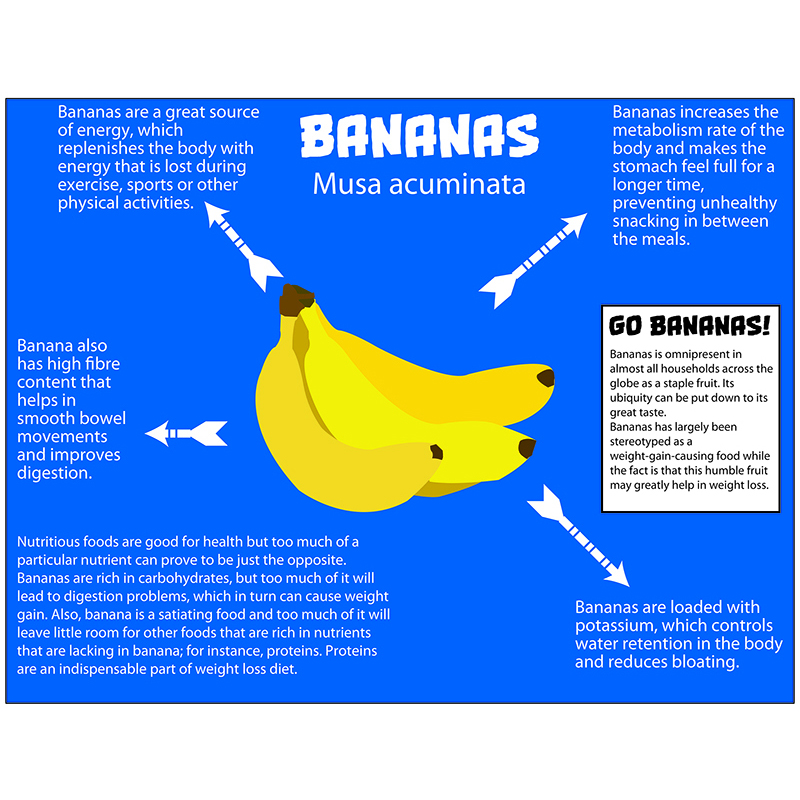 BANANAS
Musa acuminata
Bananas are a great source
of energy, which
replenishes the body with
energy that is lost during
exercise, sports or other
physical activities.
Bananas increases the
metabolism rate of the
body and makes the
stomach feel full for a
longer time,
preventing unhealthy
snacking in between
the meals.
Banana also
has high fibre
content that
helps in
smooth bowel
movements
and improves
digestion.
GO BANANAS!
Bananas is omnipresent in
almost all households across the
globe as a staple fruit. Its
ubiquity can be put down to its
great taste.
Bananas has largely been
stereotyped as a
weight-gain-causing food while
the fact is that this humble fruit
may greatly help in weight loss.
Nutritious foods are good for health but too much of a
particular nutrient can prove to be just the opposite.
Bananas are rich in carbohydrates, but too much of it will
lead to digestion problems, which in turn can cause weight
gain. Also, banana is a satiating food and too much of it will
leave little room for other foods that are rich in nutrients
that are lacking in banana; for instance, proteins. Proteins
are an indispensable part of weight loss diet.
Bananas are loaded with
potassium, which controls
water retention in the body
and reduces bloating.